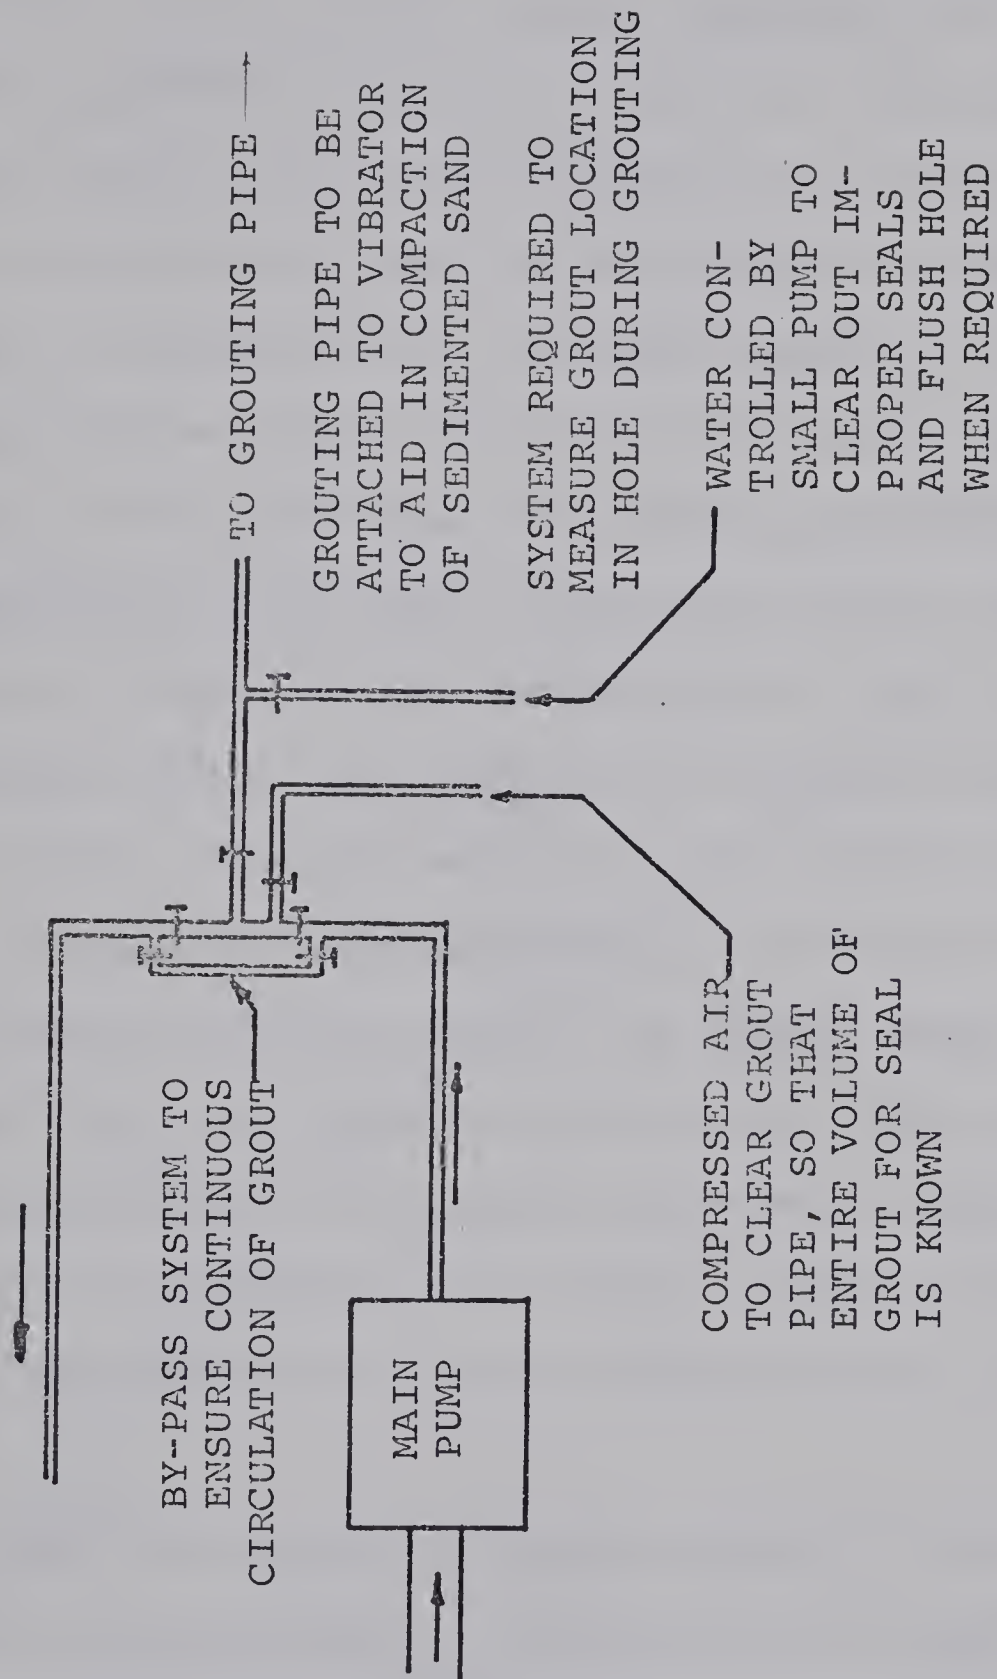 TO GROUTING PIPE
GROUTING PIPE TO BE
ATTACHED TO VIBRATOR
TO AID IN COMPACTION
OF SEDIMENTED SAND
SYSTEM REQUIRED TO
MEASURE GROUT LOCATION
IN HOLE DURING GROUTING
WATER CON-
TROLLED BY
SMALL PUMP TO
CLEAR OUT IM-
PROPER SEALS
AND FLUSH HOLE
WHEN REQUIRED
BY-PASS SYSTEM TO
ENSURE CONTINUOUS
CIRCULATION OF GROUT
MAIN
PUMP
COMPRESSED AIR
TO CLEAR GROUT
PIPE, SO THAT
ENTIRE VOLUME OF
GROUT FOR SEAL
IS KNOWN